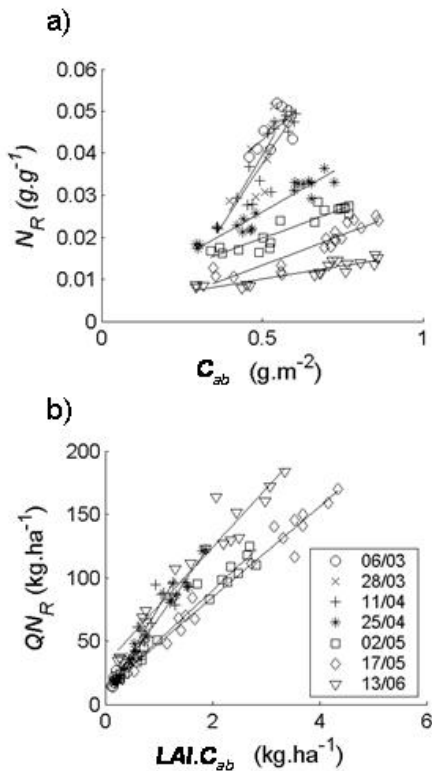 a)
0.06
0.05
0.04
0.03
0.02
0.01
0
N_R (g.g⁻¹)
0 0.5 1
C_ab (g.m⁻²)
b)
200
150
100
50
0
QN_R (kg.ha⁻¹)
06/03
28/03
11/04
25/04
02/05
17/05
13/06
0 2 4 6
LAI.C_ab (kg.ha⁻¹)